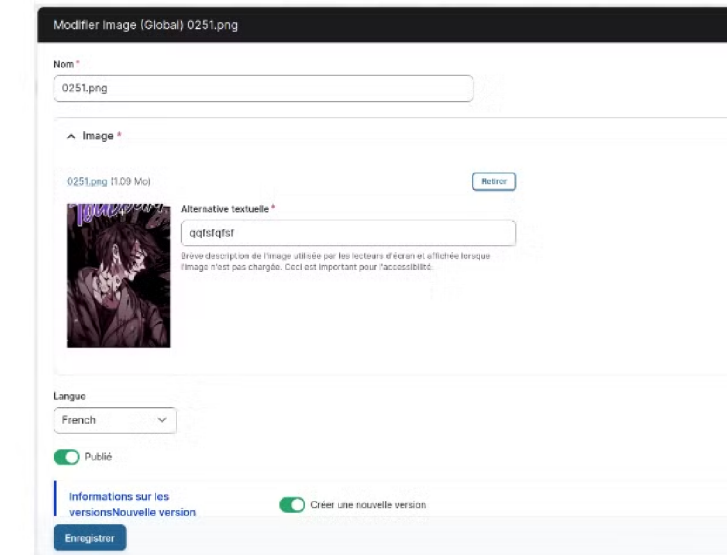 Modifier Image (Global) 0251.png
Nom *
0251.png
Image *
0251.png (1.09 Mo)
Retirer
Alternative textuelle *
qqfsfqfsf
Brève description de l'image utilisée par les lecteurs d'écran et affichée lorsque
l'image n'est pas chargée. Ceci est important pour l'accessibilité.
Langue
French
Publié
Informations sur les
versionsNouvelle version
Créer une nouvelle version
Enregistrer